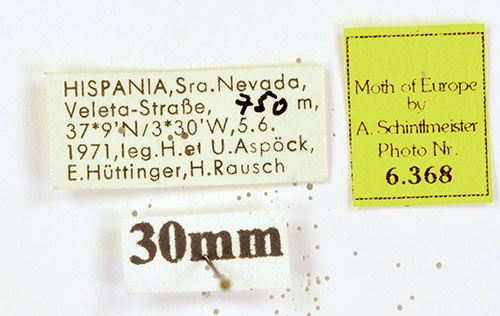 HISPANIA,Sra.Nevada,
Veleta-Straße, 750 m,
37*9'N/3*30'W,5.6.
1971,leg.H.et U.Aspöck,
E.Hüttinger,H.Rausch
Moth of Europe
by
A. Schintlmeister
Photo Nr.
6.368
30mm